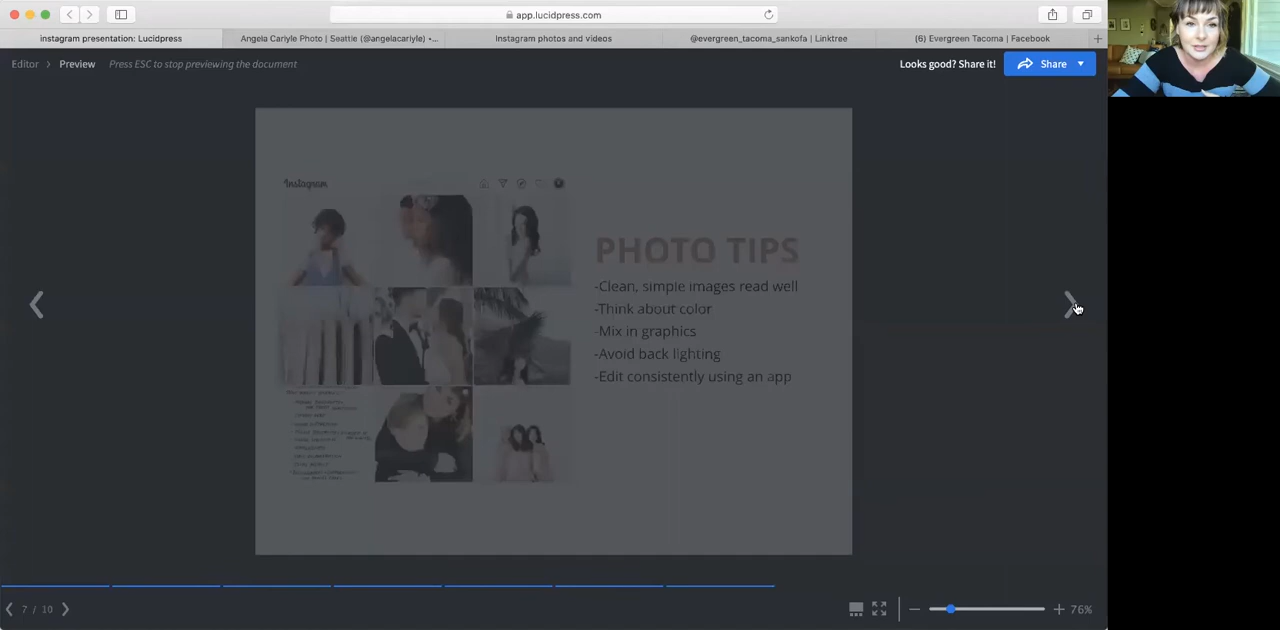 app.lucidpress.com
instagram presentation: Lucidpress
Angela Carlyle Photo | Seattle (@angelacarlyle) •...
Instagram photos and videos
@evergreen_tacoma_sankofa | Linktree
(6) Evergreen Tacoma | Facebook
Editor > Preview Press ESC to stop previewing the document
Looks good? Share it! Share
Instagram
PHOTO TIPS
-Clean, simple images read well
-Think about color
-Mix in graphics
-Avoid back lighting
-Edit consistently using an app
7 / 10
76%